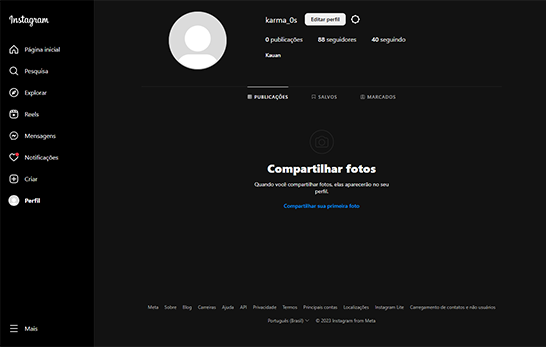 Instagram
karma_0s Editar perfil
0 publicações 88 seguidores 40 seguindo
Kauan
Página inicial
Pesquisa
Explorar
Reels
Mensagens
Notificações
Criar
Perfil
Mais
PUBLICAÇÕES SALVOS MARCADOS
Compartilhar fotos
Quando você compartilhar fotos, elas aparecerão no seu
perfil.
Compartilhar sua primeira foto
Meta Sobre Blog Carreiras Ajuda API Privacidade Termos Principais contas Localizações Instagram Lite Carregamento de contatos e não usuários
Português (Brasil) © 2023 Instagram from Meta